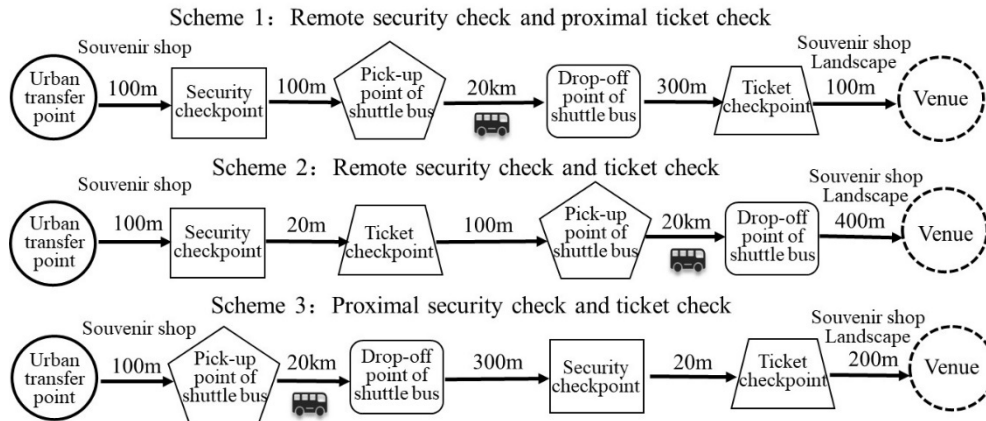 Scheme 1：Remote security check and proximal ticket check
Souvenir shop
Souvenir shop
Landscape
Urban
transfer
point
100m
Security
checkpoint
100m
Pick-up
point of
shuttle bus
20km
Drop-off
point of
shuttle bus
300m
Ticket
checkpoint
100m
Venue
Scheme 2：Remote security check and ticket check
Souvenir shop
Souvenir shop
Landscape
Urban
transfer
point
100m
Security
checkpoint
20m
Ticket
checkpoint
100m
Pick-up
point of
shuttle bus
20km
Drop-off
point of
shuttle bus
400m
Venue
Scheme 3：Proximal security check and ticket check
Souvenir shop
Souvenir shop
Landscape
Urban
transfer
point
100m
Pick-up
point of
shuttle bus
20km
Drop-off
point of
shuttle bus
300m
Security
checkpoint
20m
Ticket
checkpoint
200m
Venue